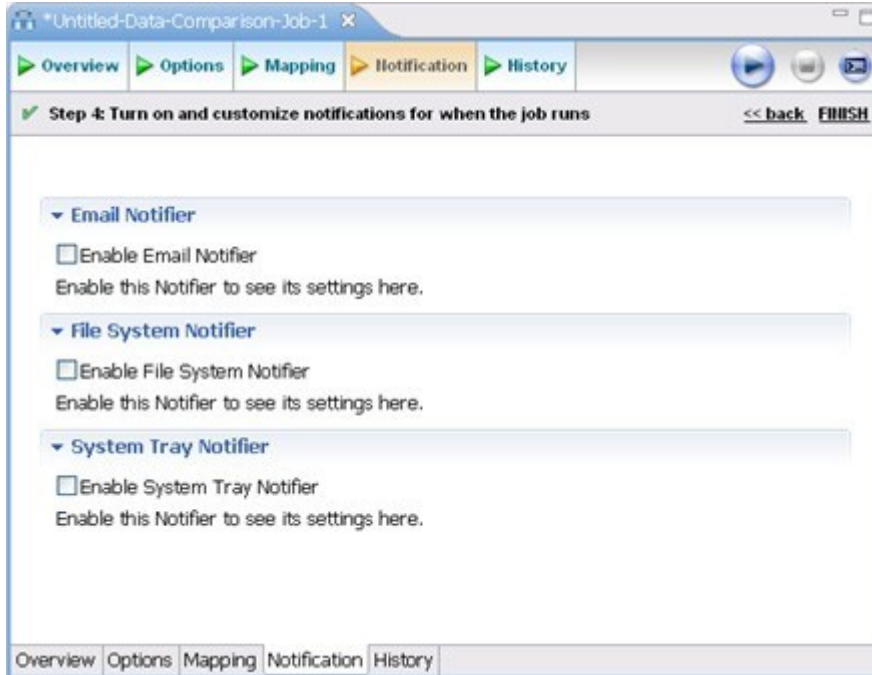 *Untitled-Data-Comparison-Job-1
Overview Options Mapping Notification History
Step 4: Turn on and customize notifications for when the job runs << back FINISH
Email Notifier
Enable Email Notifier
Enable this Notifier to see its settings here.
File System Notifier
Enable File System Notifier
Enable this Notifier to see its settings here.
System Tray Notifier
Enable System Tray Notifier
Enable this Notifier to see its settings here.
Overview Options Mapping Notification History